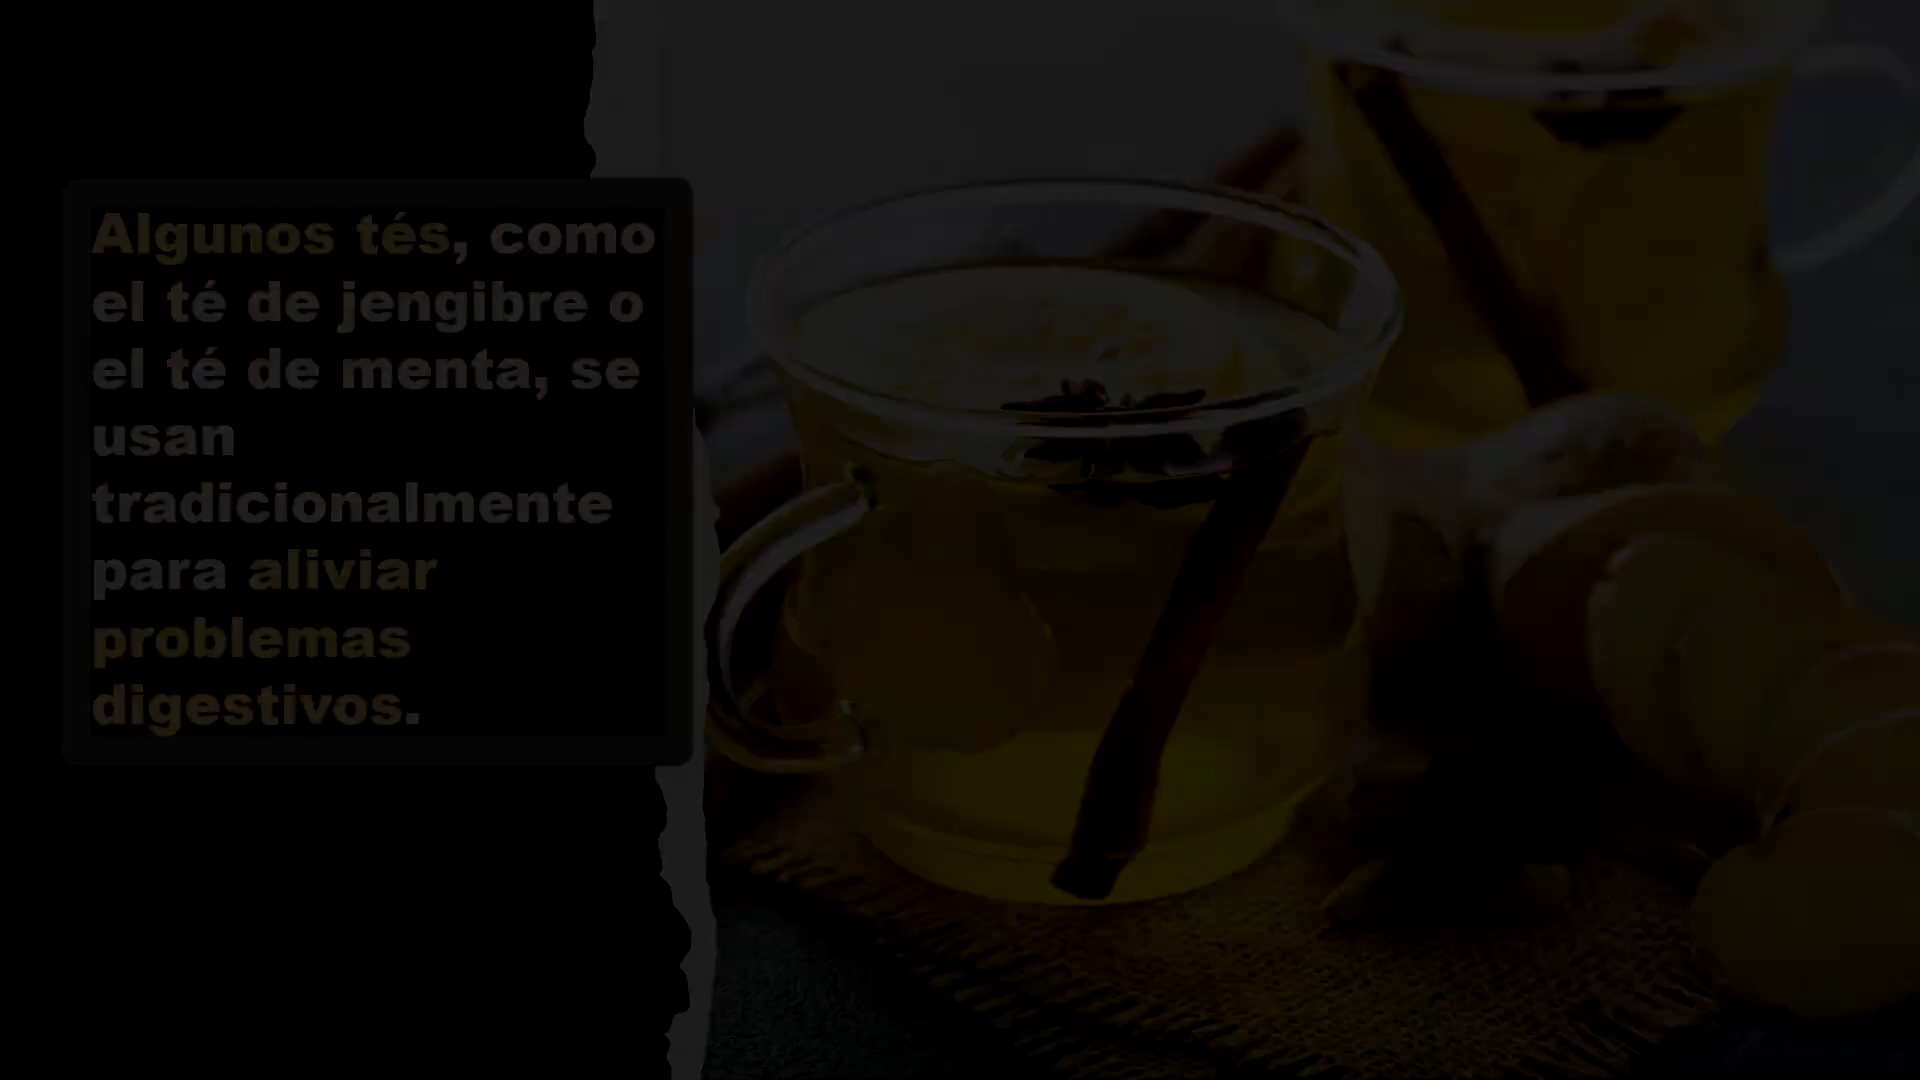 Algunos tés, como
el té de jengibre o
el té de menta, se
usan
tradicionalmente
para aliviar
problemas
digestivos.